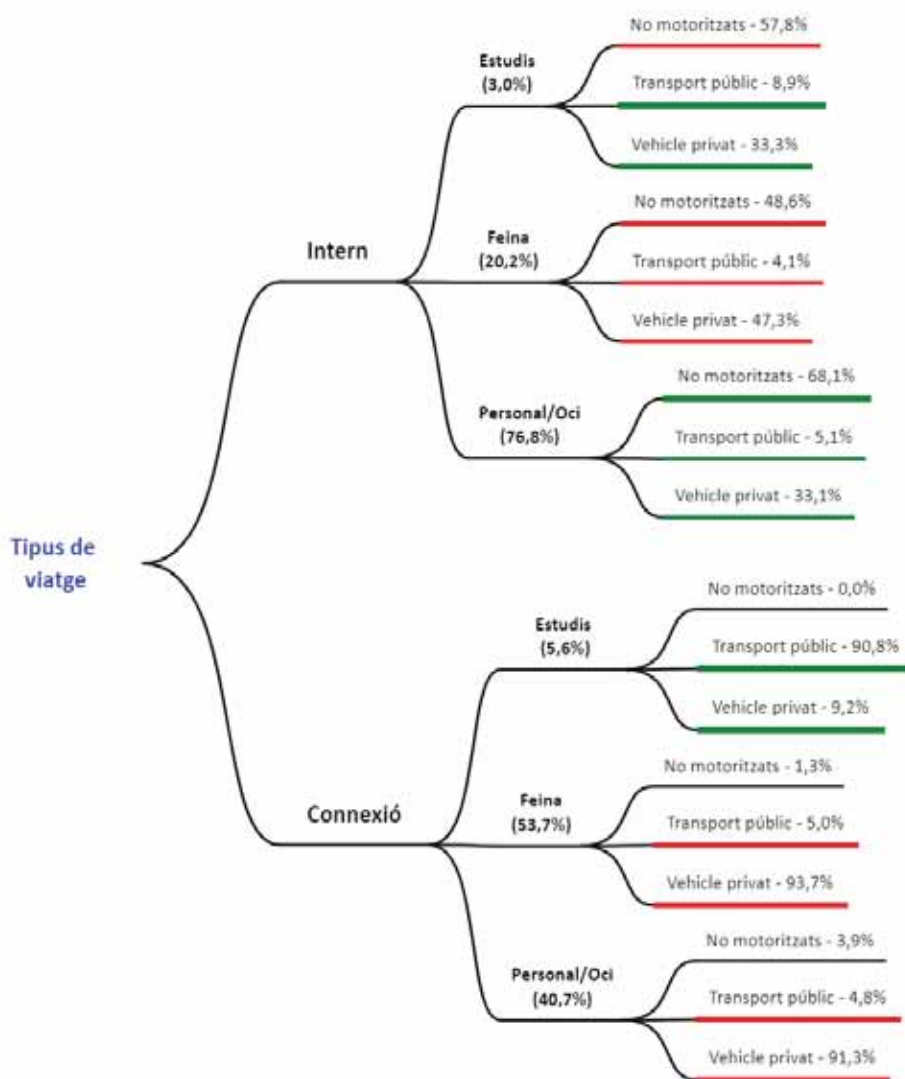 No motoritzats - 57,8%
Estudis
(3,0%)
Transport públic - 8,9%
Vehicle privat - 33,3%
No motoritzats - 48,6%
Intern
Feina
(20,2%)
Transport públic - 4,1%
Vehicle privat - 47,3%
No motoritzats - 68,1%
Personal/Oci
(76,8%)
Transport públic - 5,1%
Vehicle privat - 33,1%
Tipus de
viatge
No motoritzats - 0,0%
Estudis
(5,6%)
Transport públic - 90,8%
Vehicle privat - 9,2%
No motoritzats - 1,3%
Connexió
Feina
(53,7%)
Transport públic - 5,0%
Vehicle privat - 93,7%
No motoritzats - 3,9%
Personal/Oci
(40,7%)
Transport públic - 4,8%
Vehicle privat - 91,3%